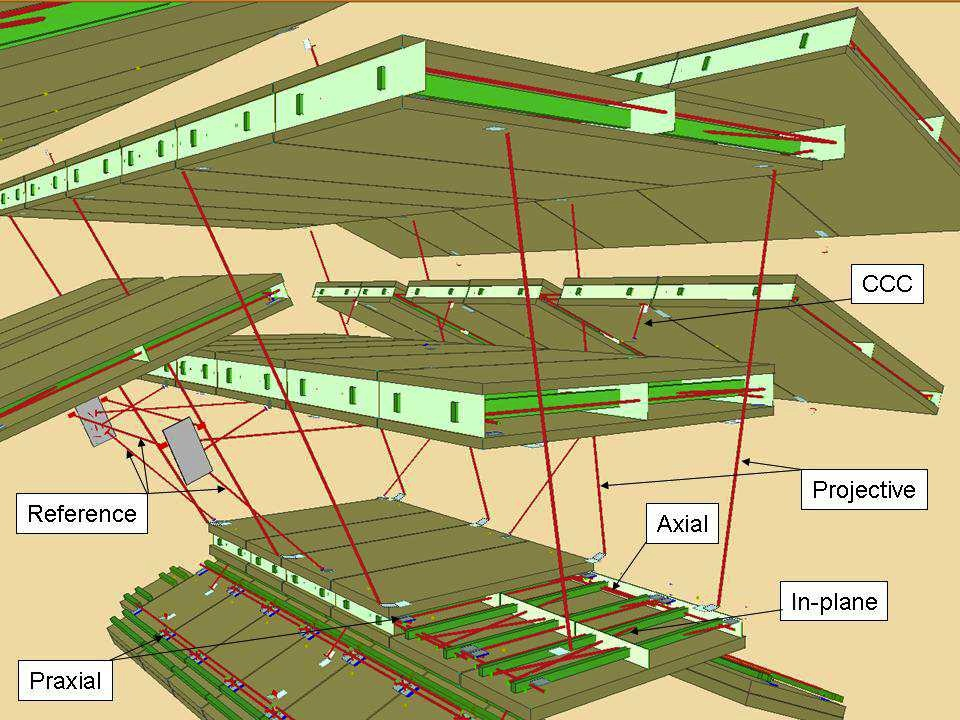 CCC
Projective
Reference
Axial
In-plane
Praxial